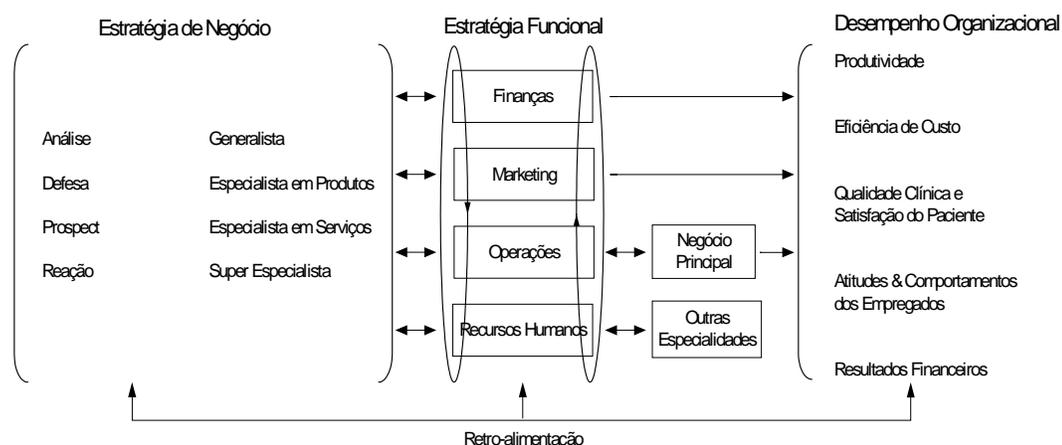 Estratégia de Negócio
Estratégia Funcional
Desempenho Organizacional
Análise
Generalista
Defesa
Especialista em Produtos
Prospect
Especialista em Serviços
Reação
Super Especialista
Finanças
Marketing
Operações
Recursos Humanos
Negócio
Principal
Outras
Especialidades
Produtividade
Eficiência de Custo
Qualidade Clínica e
Satisfação do Paciente
Atitudes & Comportamentos
dos Empregados
Resultados Financeiros
Retro-alimentação